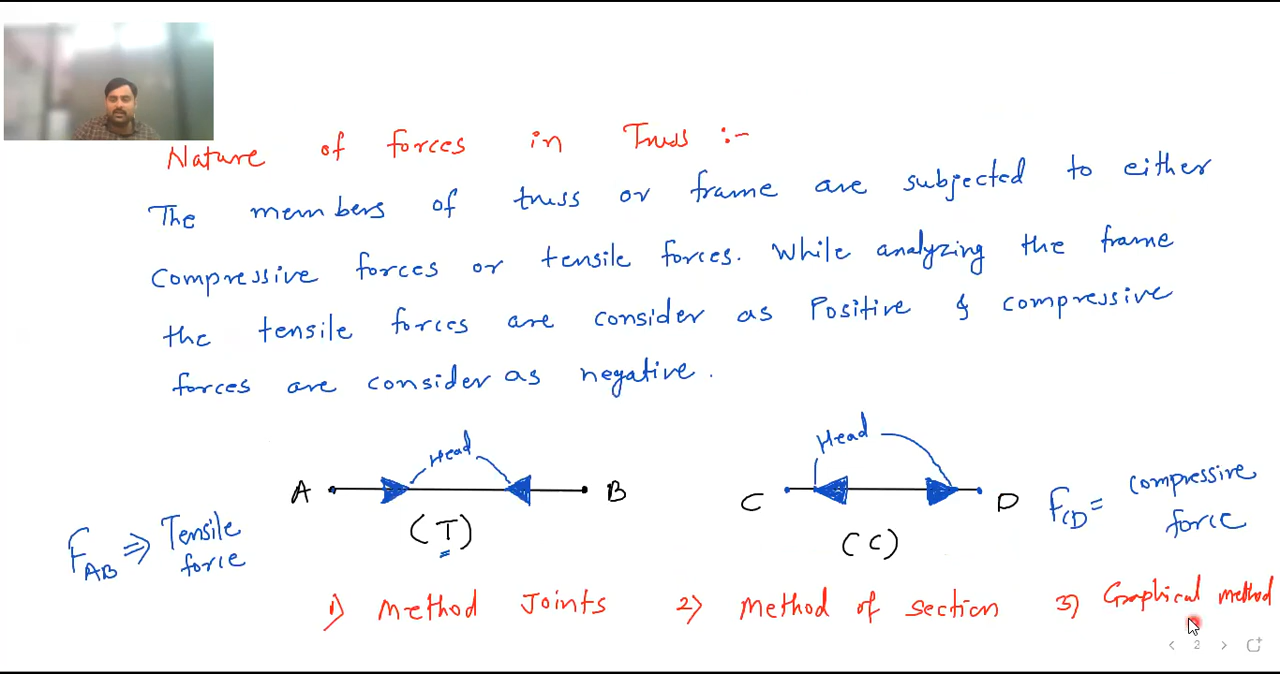 Nature of forces in Truss :-
The members of truss or frame are subjected to either
compressive forces or tensile forces. While analyzing the frame
the tensile forces are consider as Positive & compressive
forces are consider as negative.
Head
A B
(T)
F_AB ⇒ Tensile force
Head
C D
(C)
F_CD = compressive force
1) Method Joints 2) Method of section 3) Graphical method
< 2 >